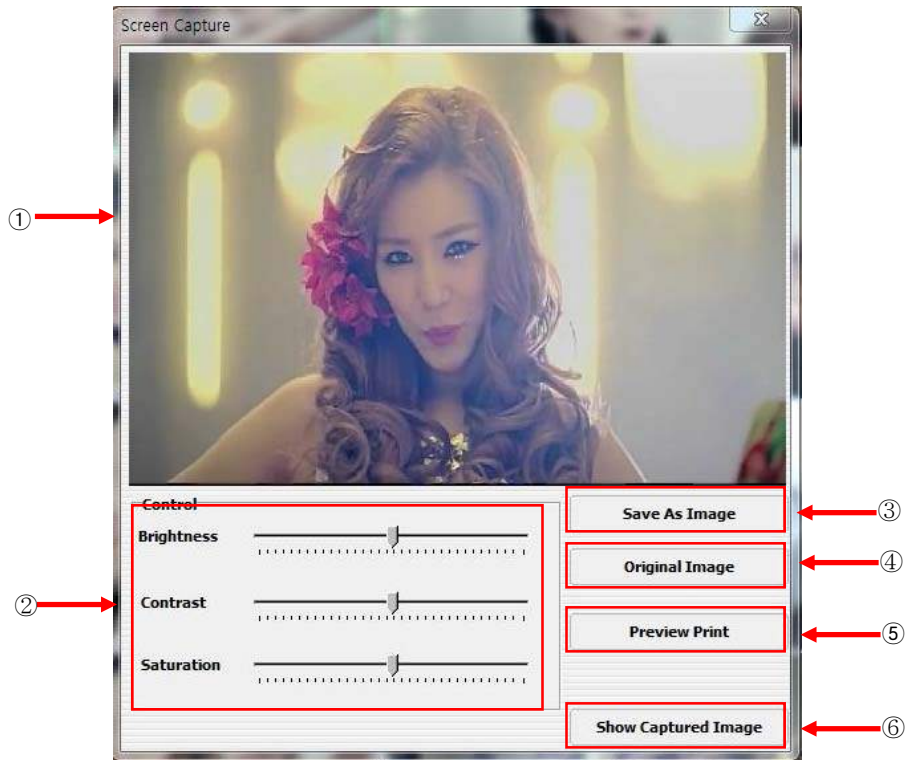 Screen Capture
①
Control
Brightness
② Contrast
Saturation
Save As Image ③
Original Image ④
Preview Print ⑤
Show Captured Image ⑥